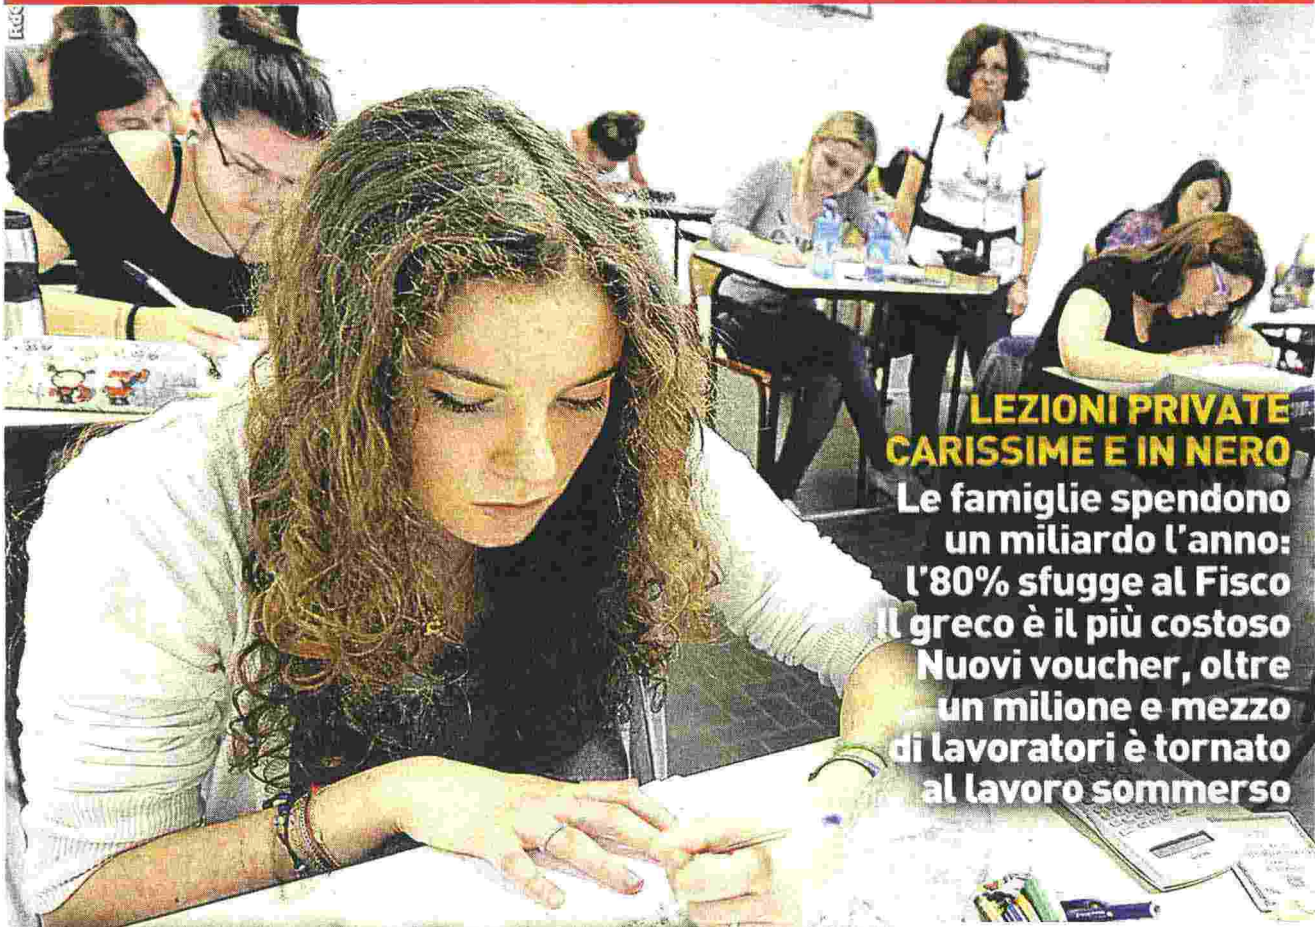 RdC
LEZIONI PRIVATE
CARISSIME E IN NERO
Le famiglie spendono
un miliardo l'anno:
l'80% sfugge al Fisco
Il greco è il più costoso
Nuovi voucher, oltre
un milione e mezzo
di lavoratori è tornato
al lavoro sommerso